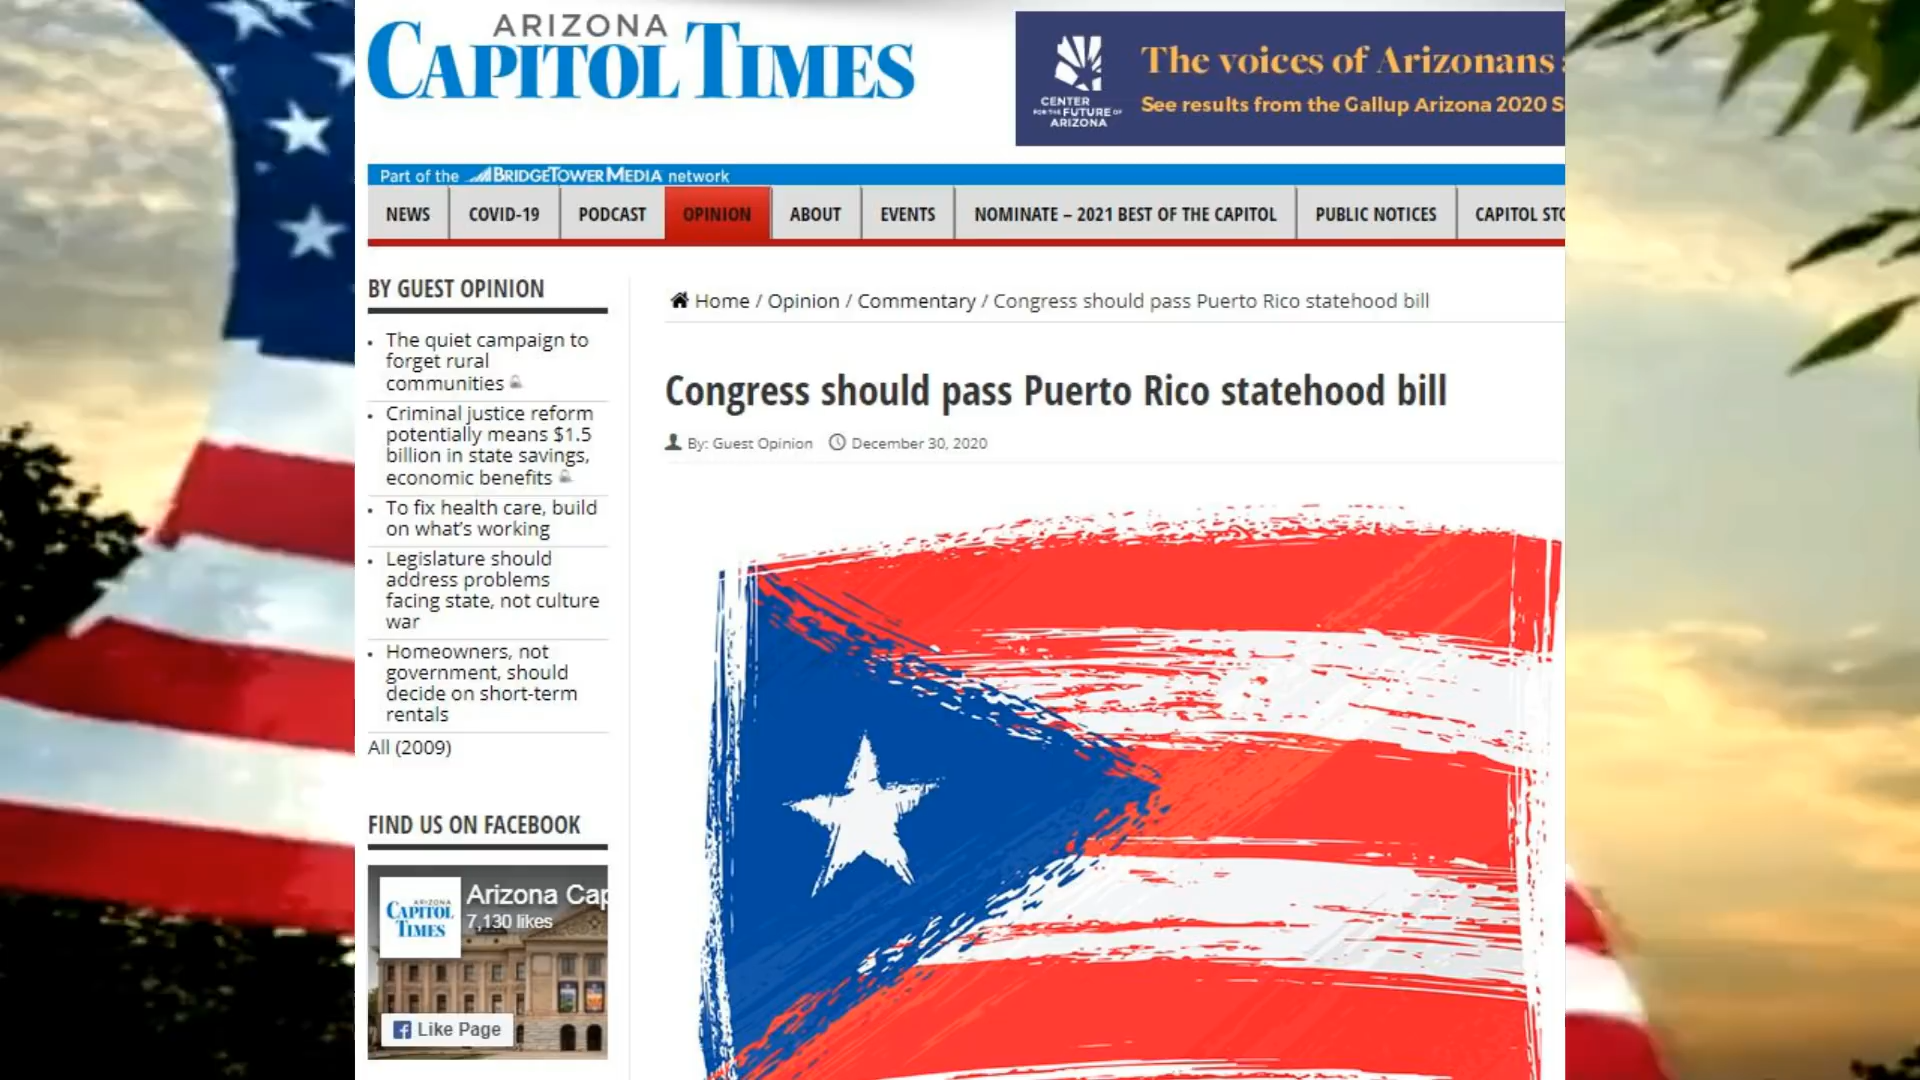 ARIZONA
CAPITOL TIMES
CENTER
FOR THE FUTURE OF
ARIZONA
The voices of Arizonans
See results from the Gallup Arizona 2020 S
Part of the BRIDGETOWER MEDIA network
NEWS COVID-19 PODCAST OPINION ABOUT EVENTS NOMINATE – 2021 BEST OF THE CAPITOL PUBLIC NOTICES CAPITOL STO
BY GUEST OPINION
The quiet campaign to
forget rural
communities
Criminal justice reform
potentially means $1.5
billion in state savings,
economic benefits
To fix health care, build
on what's working
Legislature should
address problems
facing state, not culture
war
Homeowners, not
government, should
decide on short-term
rentals
All (2009)
FIND US ON FACEBOOK
ARIZONA
CAPITOL
TIMES
Arizona Cap
7,130 likes
Like Page
Home / Opinion / Commentary / Congress should pass Puerto Rico statehood bill
Congress should pass Puerto Rico statehood bill
By: Guest Opinion December 30, 2020